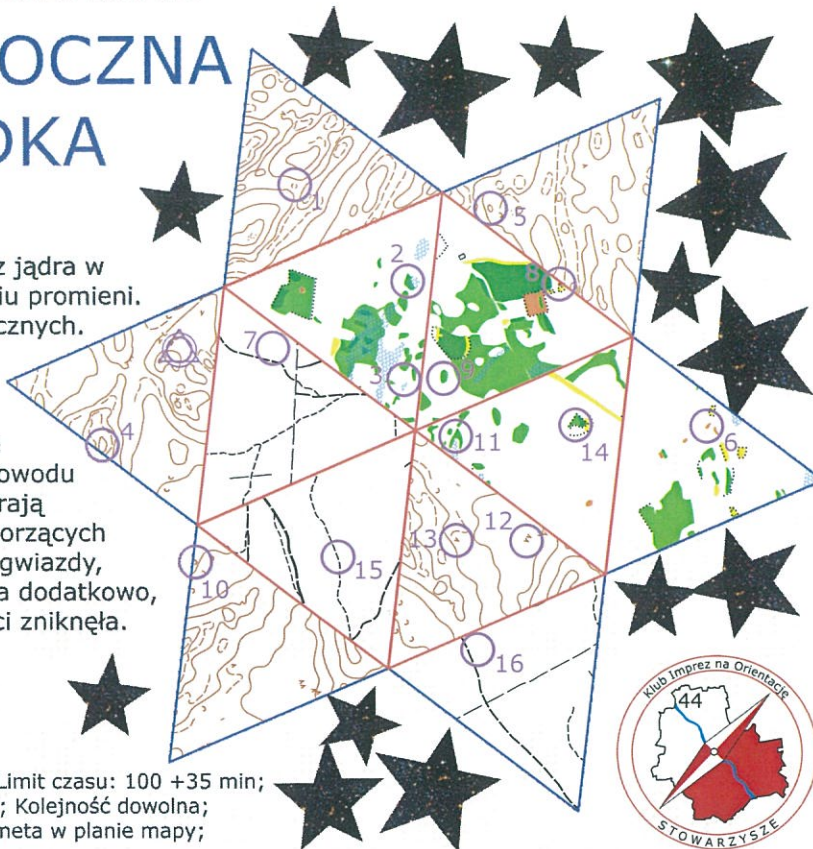 OCZNA
DKA
z jądra w
iu promieni.
cznych.
owodu
rają
orzących
gwiazdy,
a dodatkowo,
ci zniknęła.
Limit czasu: 100 +35 min;
; Kolejność dowolna;
neta w planie mapy;
1
2
5
8
7
3
9
4
11
14
6
13
12
10
15
16
Klub Imprez na Orientację
44
STOWARZYSZE